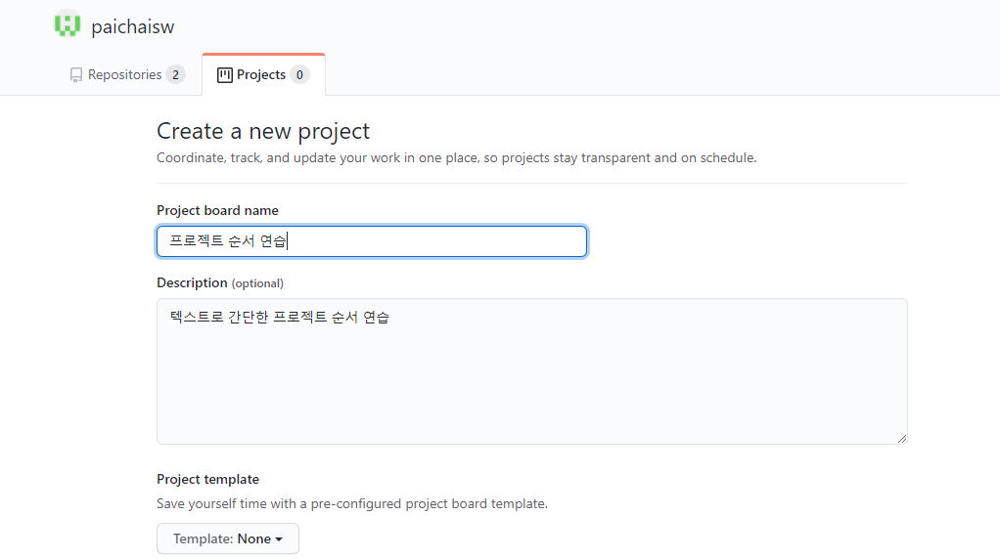 paichaisw
Repositories 2 Projects 0
Create a new project
Coordinate, track, and update your work in one place, so projects stay transparent and on schedule.
Project board name
프로젝트 순서 연습
Description (optional)
텍스트로 간단한 프로젝트 순서 연습
Project template
Save yourself time with a pre-configured project board template.
Template: None